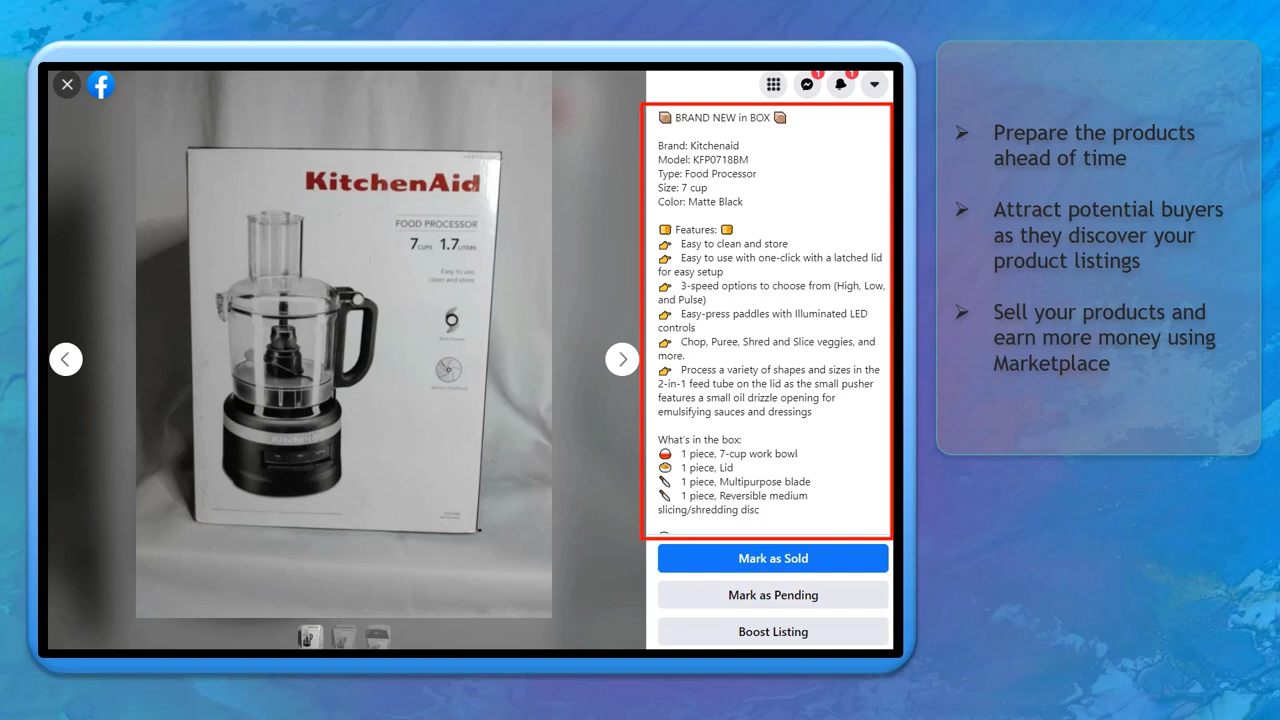 BRAND NEW in BOX
Brand: Kitchenaid
Model: KFP0718BM
Type: Food Processor
Size: 7 cup
Color: Matte Black
Features:
Easy to clean and store
Easy to use with one-click with a latched lid
for easy setup
3-speed options to choose from (High, Low,
and Pulse)
Easy-press paddles with Illuminated LED
controls
Chop, Puree, Shred and Slice veggies, and
more.
Process a variety of shapes and sizes in the
2-in-1 feed tube on the lid as the small pusher
features a small oil drizzle opening for
emulsifying sauces and dressings
What's in the box:
1 piece, 7-cup work bowl
1 piece, Lid
1 piece, Multipurpose blade
1 piece, Reversible medium
slicing/shredding disc
Mark as Sold
Mark as Pending
Boost Listing
1
1
KitchenAid
FOOD PROCESSOR
7 CUPS 1.7 LITERS
Easy to use,
clean and store
Prepare the products
ahead of time
Attract potential buyers
as they discover your
product listings
Sell your products and
earn more money using
Marketplace